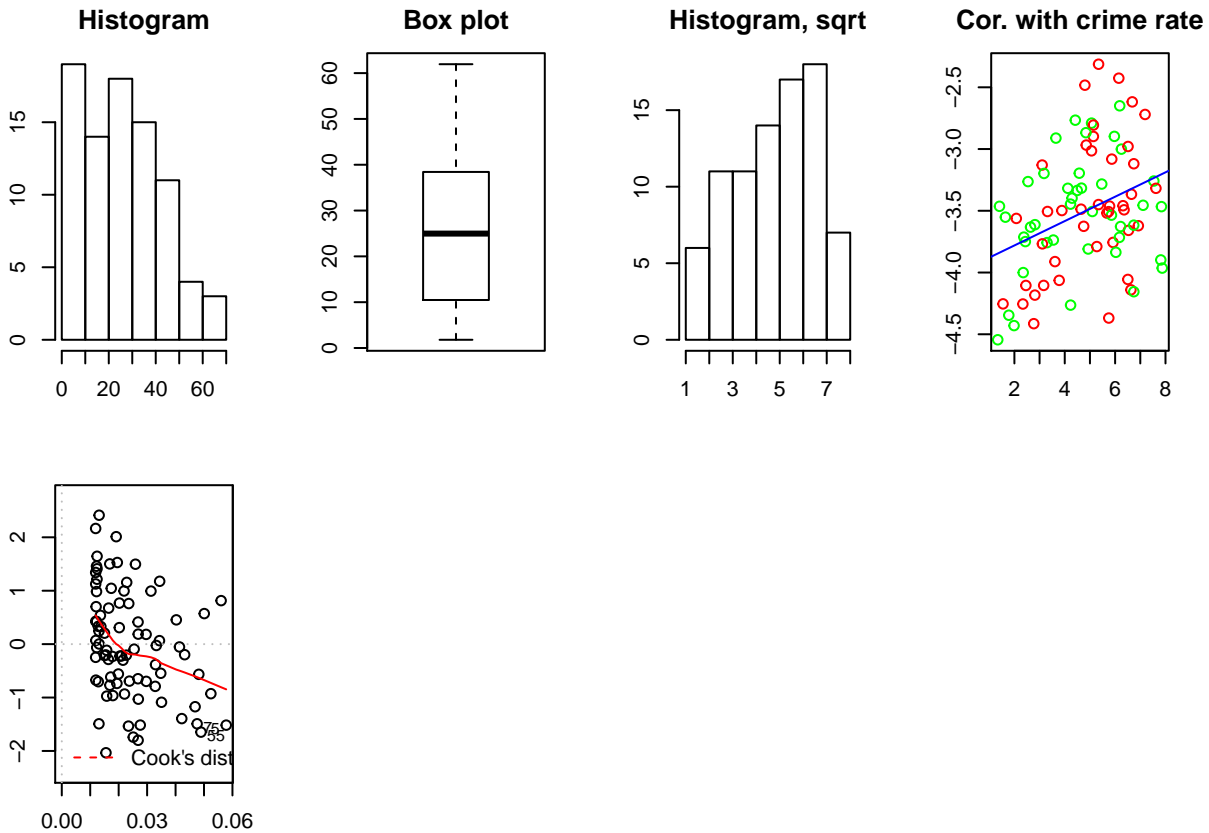 Histogram
Box plot
Histogram, sqrt
Cor. with crime rate
0 5 10 15
0 20 40 60
0 10 20 30 40 50 60
0 5 10 15
1 3 5 7
−4.5 −4.0 −3.5 −3.0 −2.5
2 4 6 8
−2 −1 0 1 2
75
55
Cook's dist
0.00 0.03 0.06